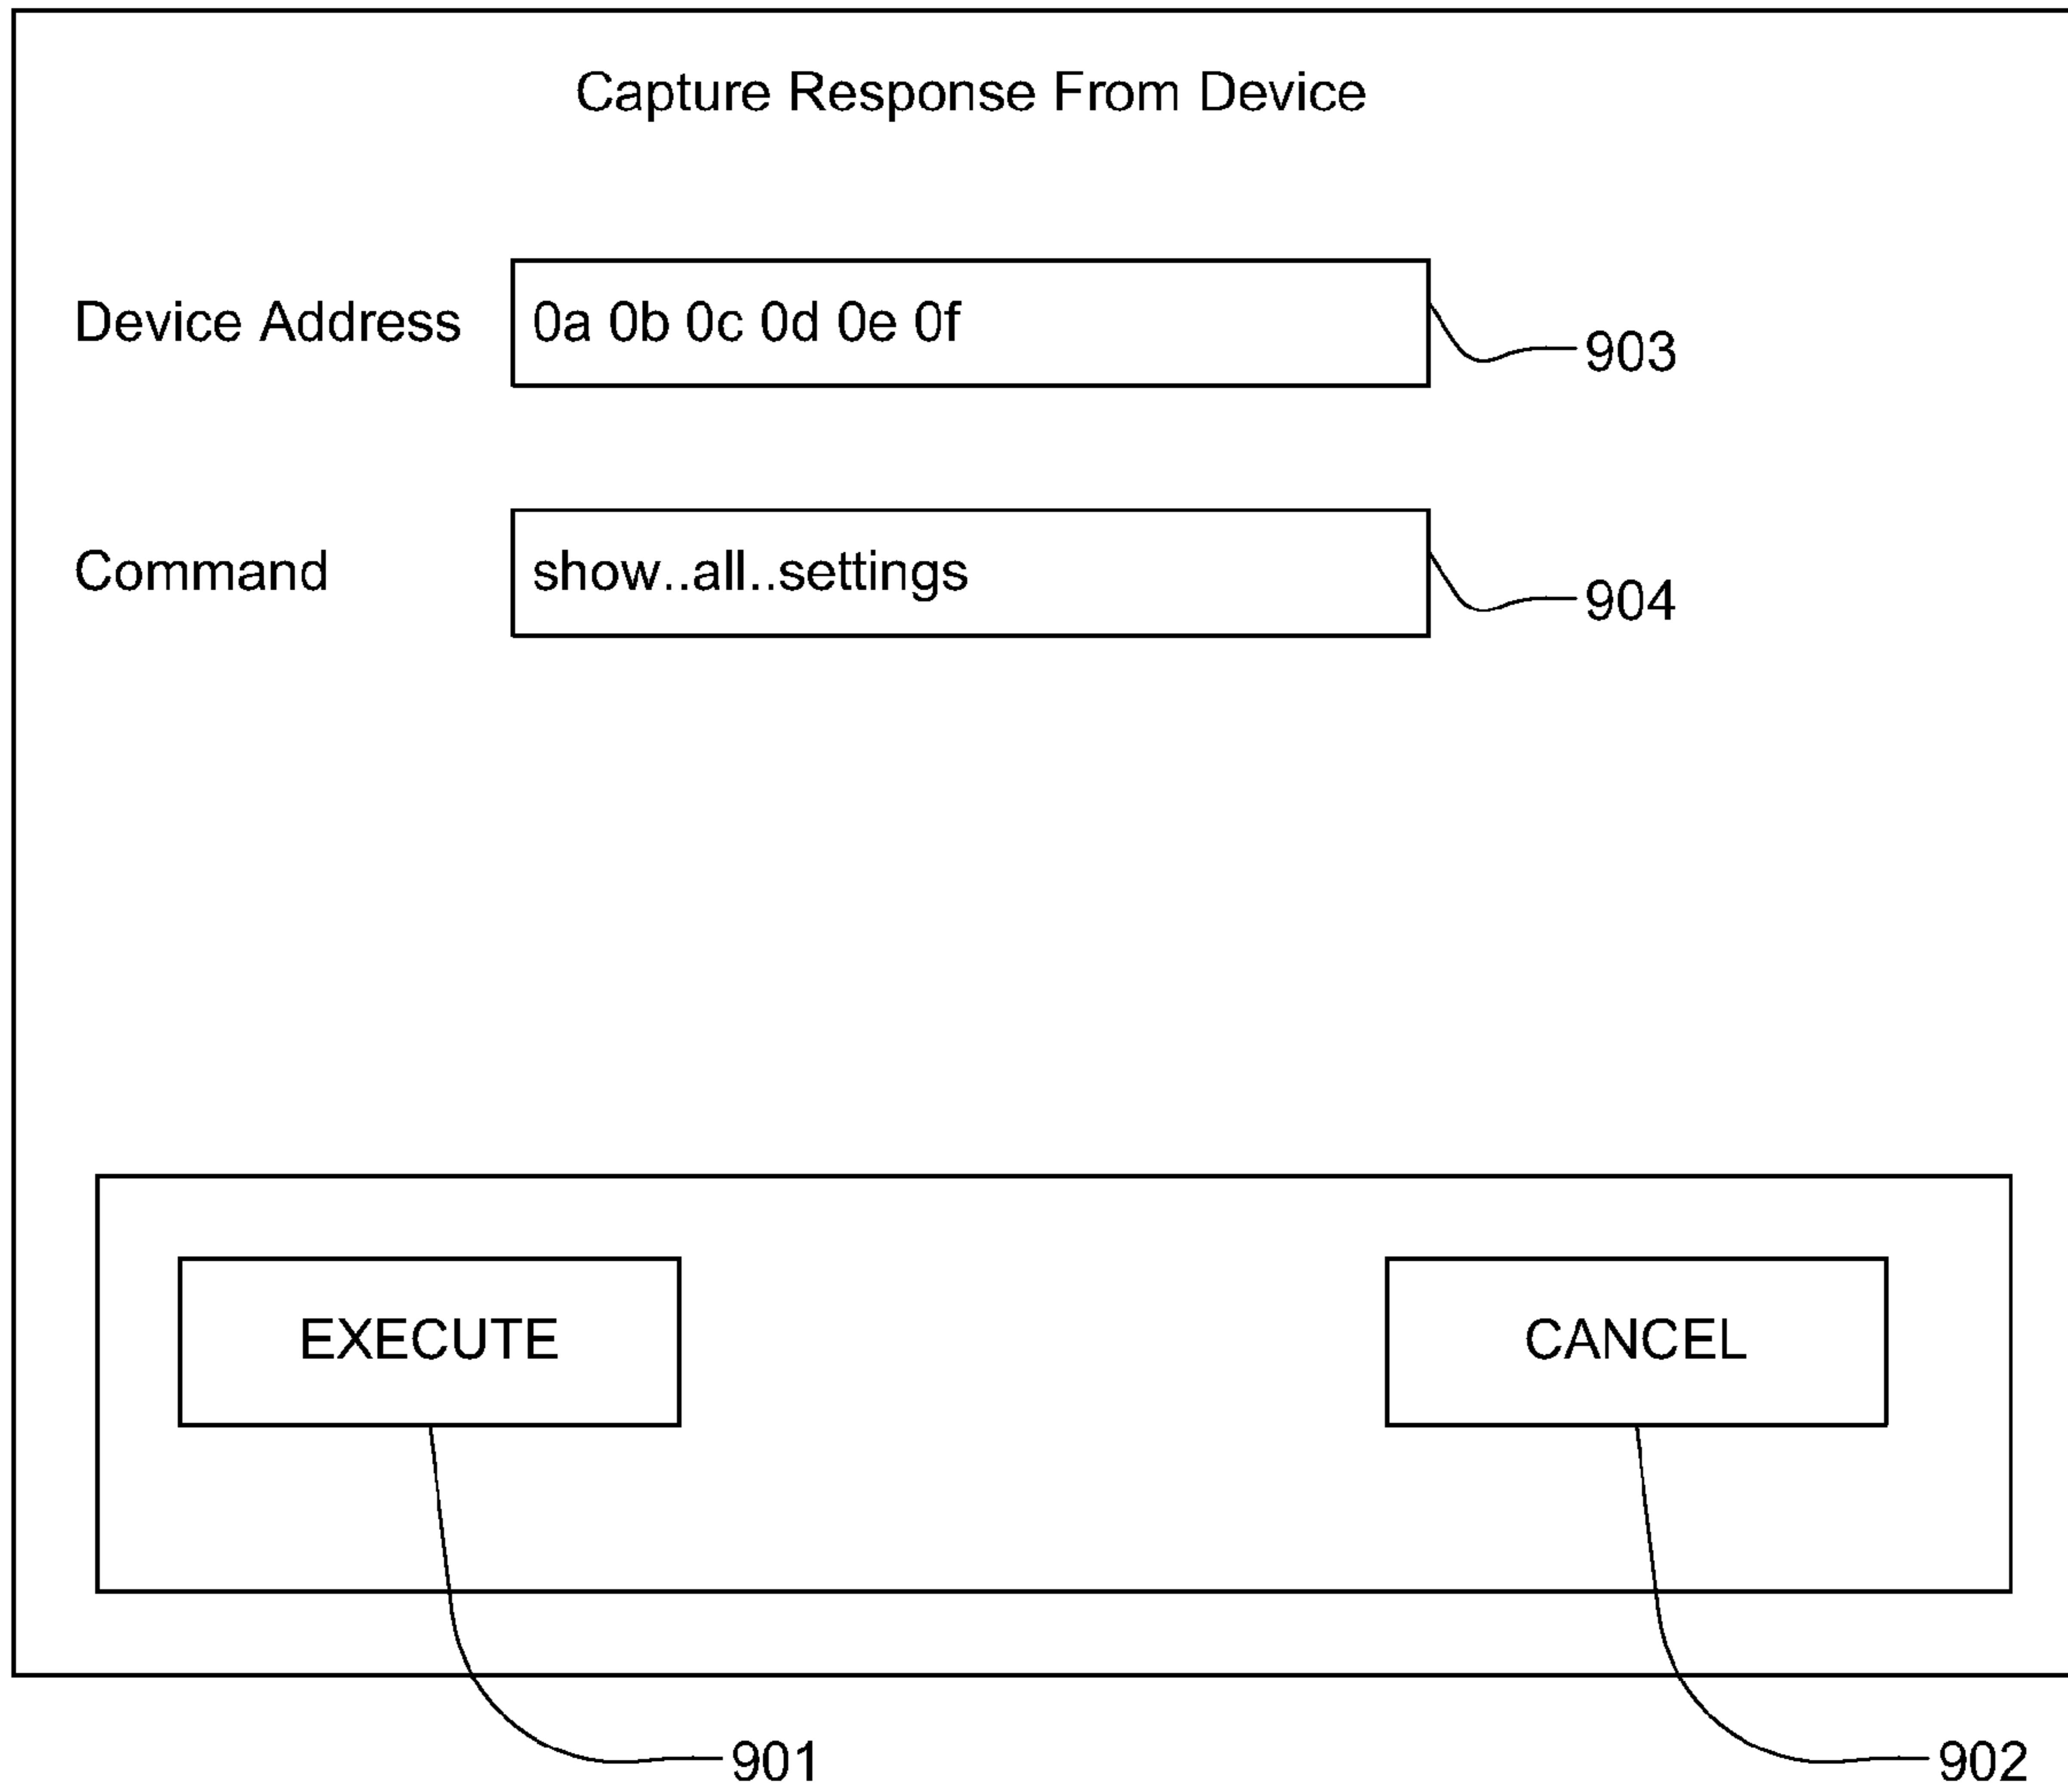 Capture Response From Device
Device Address 0a 0b 0c 0d 0e 0f
903
Command show..all..settings
904
EXECUTE CANCEL
901 902